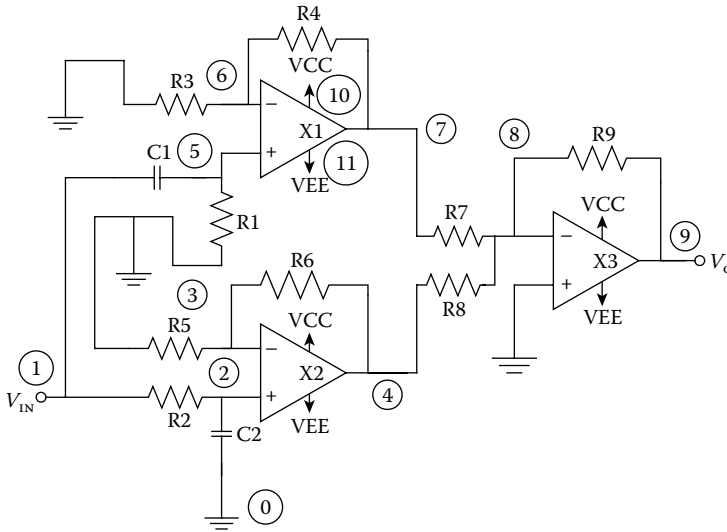 R4
VCC
6
R3
10
−
X1
7
8
R9
C1
5
+
11
VEE
R1
VCC
R7
−
9
X3
3
R6
+
R8
VEE
VCC
R5
−
1
2
X2
4
VIN
R2
+
VEE
C2
0